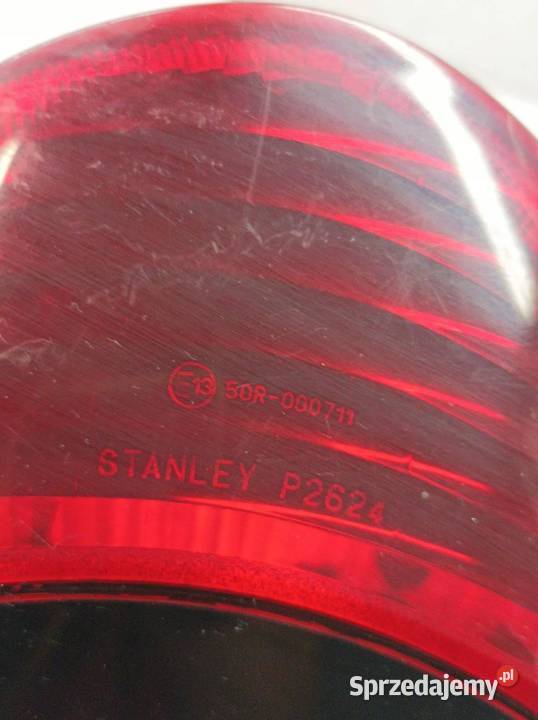 E13 50R-000711
STANLEY P2624
Sprzedajemy.pl